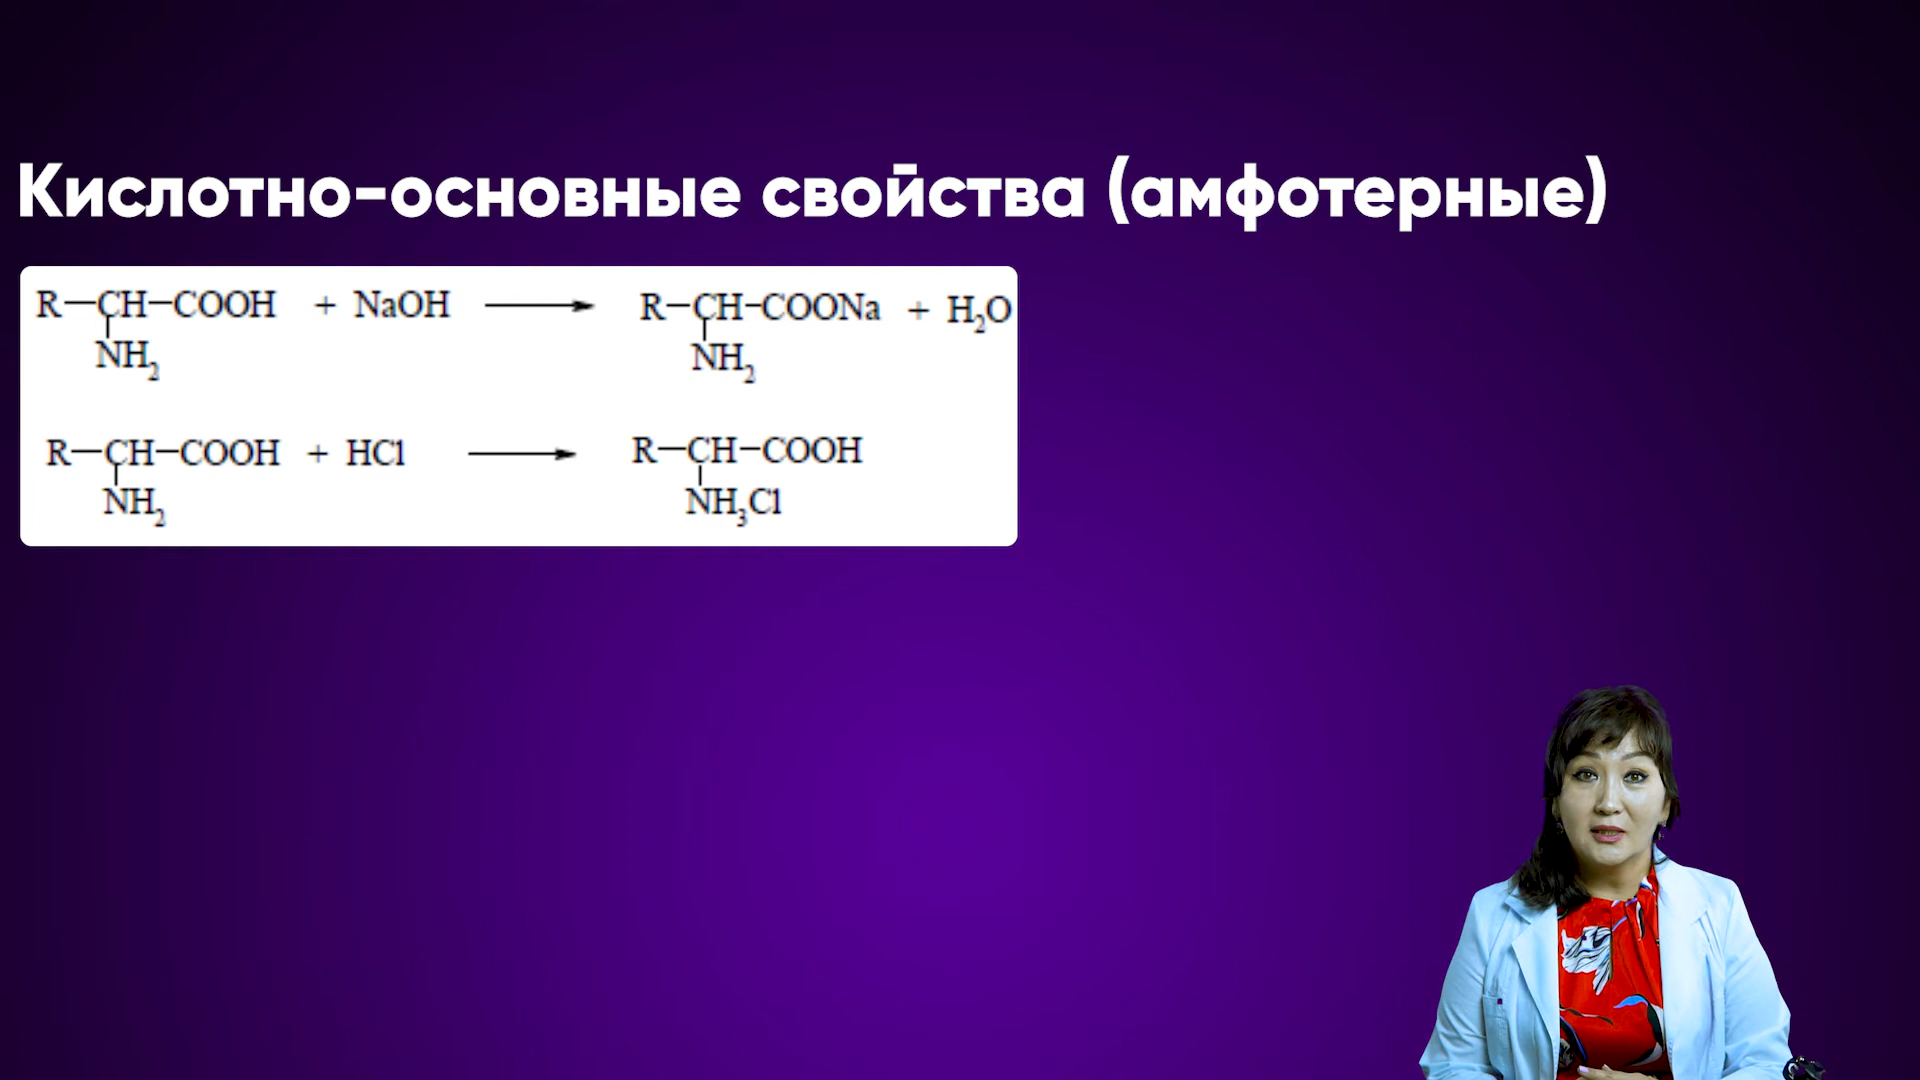 Кислотно-основные свойства (амфотерные)
R—CH—COOH + NaOH ⟶ R—CH—COONa + H₂O
NH₂ NH₂
R—CH—COOH + HCl ⟶ R—CH—COOH
NH₂ NH₃Cl